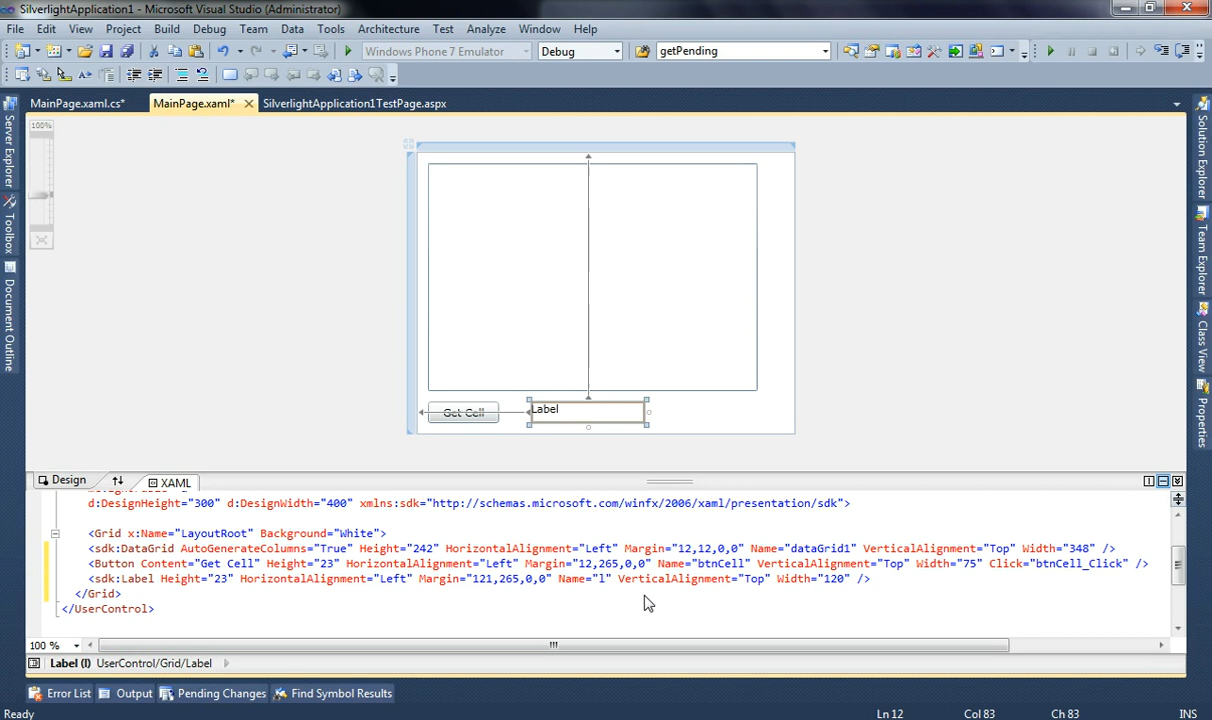 SilverlightApplication1 - Microsoft Visual Studio (Administrator)
File Edit View Project Build Debug Team Data Tools Architecture Test Analyze Window Help
Windows Phone 7 Emulator Debug getPending
MainPage.xaml.cs* MainPage.xaml* SilverlightApplication1TestPage.aspx
100%
Server Explorer
Toolbox
Document Outline
Solution Explorer
Team Explorer
Class View
Properties
Get Cell Label
Design XAML
d:DesignHeight="300" d:DesignWidth="400" xmlns:sdk="http://schemas.microsoft.com/winfx/2006/xaml/presentation/sdk">
<Grid x:Name="LayoutRoot" Background="White">
<sdk:DataGrid AutoGenerateColumns="True" Height="242" HorizontalAlignment="Left" Margin="12,12,0,0" Name="dataGrid1" VerticalAlignment="Top" Width="348" />
<Button Content="Get Cell" Height="23" HorizontalAlignment="Left" Margin="12,265,0,0" Name="btnCell" VerticalAlignment="Top" Width="75" Click="btnCell_Click" />
<sdk:Label Height="23" HorizontalAlignment="Left" Margin="121,265,0,0" Name="l" VerticalAlignment="Top" Width="120" />
</Grid>
</UserControl>
100 %
Label (l) UserControl/Grid/Label
Error List Output Pending Changes Find Symbol Results
Ready Ln 12 Col 83 Ch 83 INS